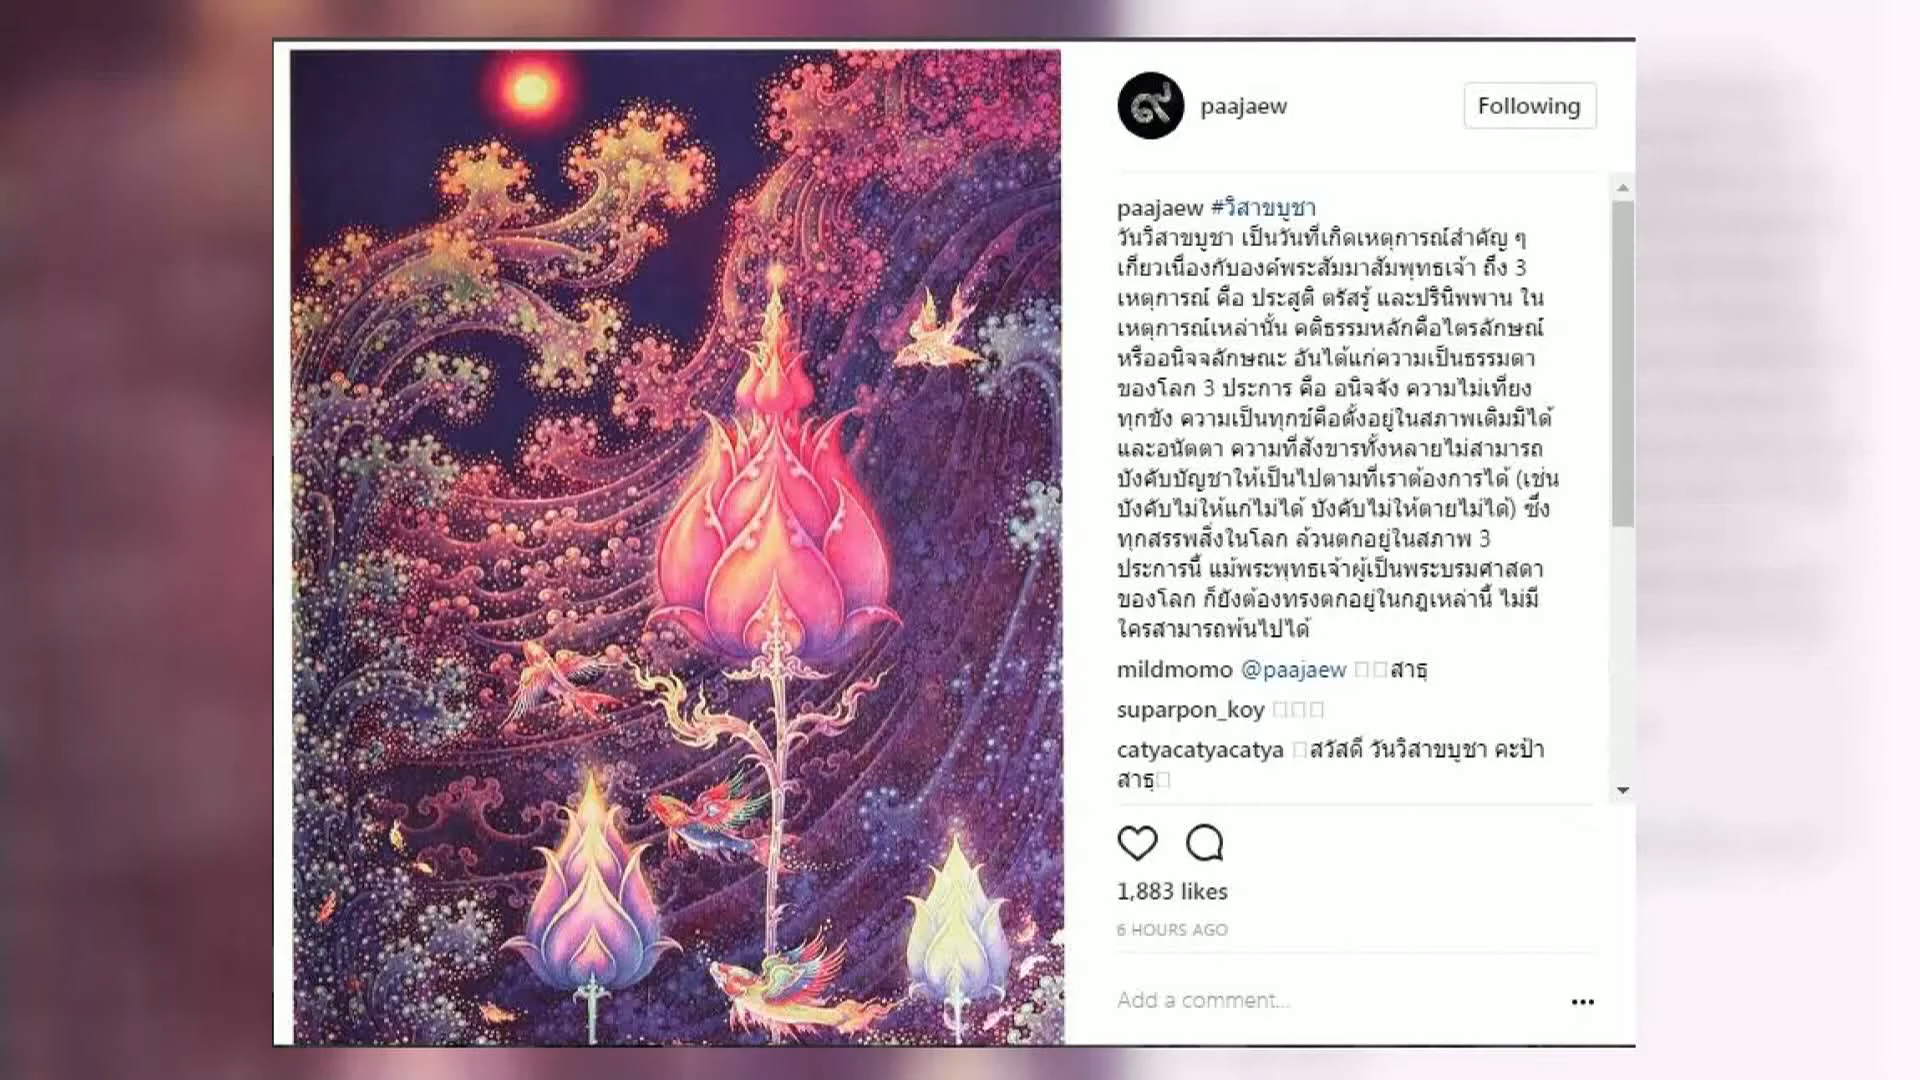 paajaew
Following
paajaew #วิสาขบูชา
วันวิสาขบูชา เป็นวันที่เกิดเหตุการณ์สำคัญ ๆ
เกี่ยวเนื่องกับองค์พระสัมมาสัมพุทธเจ้า ถึง 3
เหตุการณ์ คือ ประสูติ ตรัสรู้ และปรินิพพาน ใน
เหตุการณ์เหล่านั้น คติธรรมหลักคือไตรลักษณ์
หรืออนิจจลักษณะ อันได้แก่ความเป็นธรรมดา
ของโลก 3 ประการ คือ อนิจจัง ความไม่เที่ยง
ทุกขัง ความเป็นทุกข์คือตั้งอยู่ในสภาพเดิมมิได้
และอนัตตา ความที่สังขารทั้งหลายไม่สามารถ
บังคับบัญชาให้เป็นไปตามที่เราต้องการได้ (เช่น
บังคับไม่ให้แก่ไม่ได้ บังคับไม่ให้ตายไม่ได้) ซึ่ง
ทุกสรรพสิ่งในโลก ล้วนตกอยู่ในสภาพ 3
ประการนี้ แม้พระพุทธเจ้าผู้เป็นพระบรมศาสดา
ของโลก ก็ยังต้องทรงตกอยู่ในกฎเหล่านี้ ไม่มี
ใครสามารถพ้นไปได้
mildmomo @paajaew สาธุ
suparpon_koy
catyacatyacatya สวัสดี วันวิสาขบูชา คะป้า
สาธุ
1,883 likes
6 HOURS AGO
Add a comment...